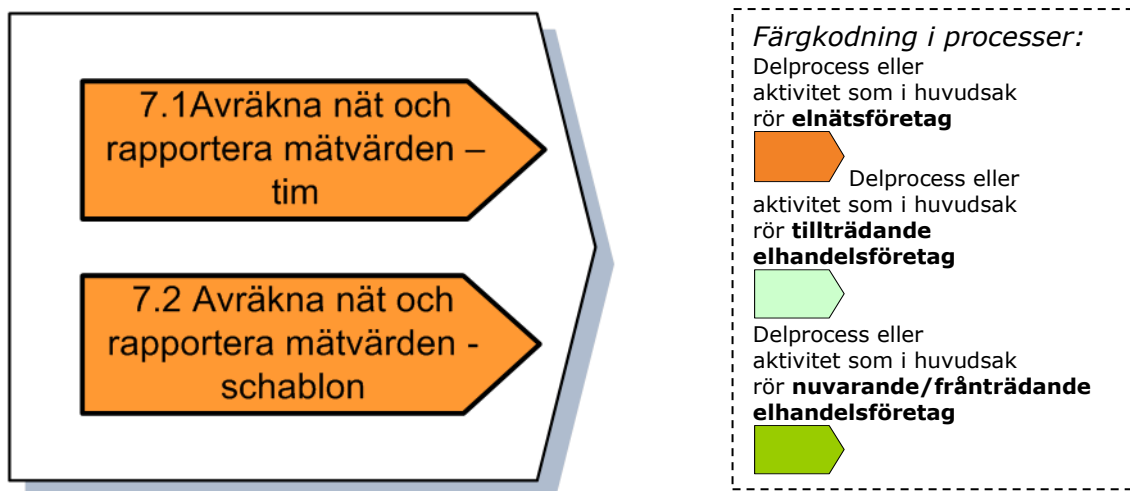 7.1Avräkna nät och
rapportera mätvärden –
tim
7.2 Avräkna nät och
rapportera mätvärden -
schablon
Färgkodning i processer:
Delprocess eller
aktivitet som i huvudsak
rör elnätsföretag
Delprocess eller
aktivitet som i huvudsak
rör tillträdande
elhandelsföretag
Delprocess eller
aktivitet som i huvudsak
rör nuvarande/frånträdande
elhandelsföretag